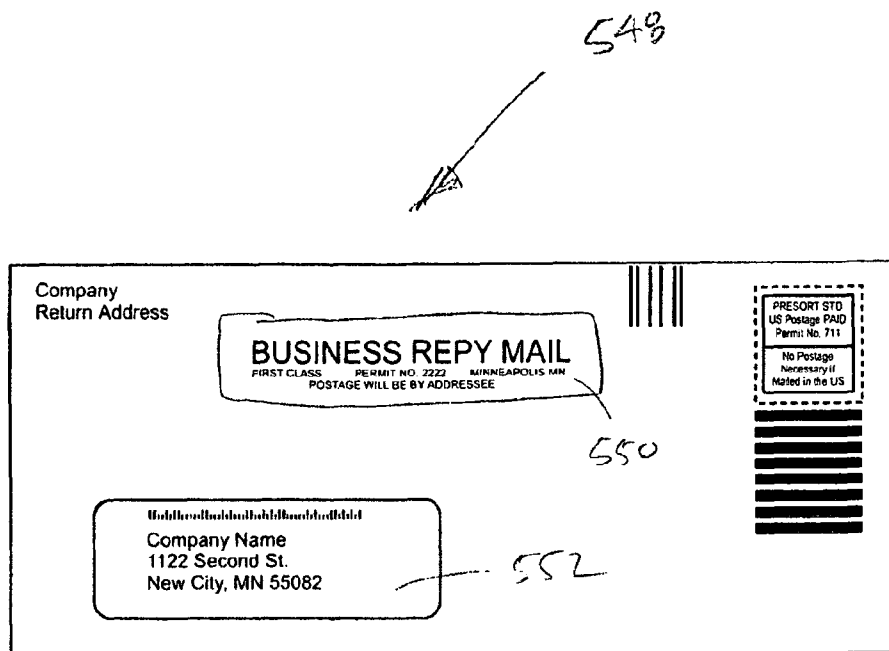 548
Company
Return Address
BUSINESS REPY MAIL
FIRST CLASS PERMIT NO. 2222 MINNEAPOLIS MN
POSTAGE WILL BE BY ADDRESSEE
PRESORT STD
US Postage PAID
Permit No. 711
No Postage
Necessary if
Mailed in the US
550
Company Name
1122 Second St.
New City, MN 55082
552